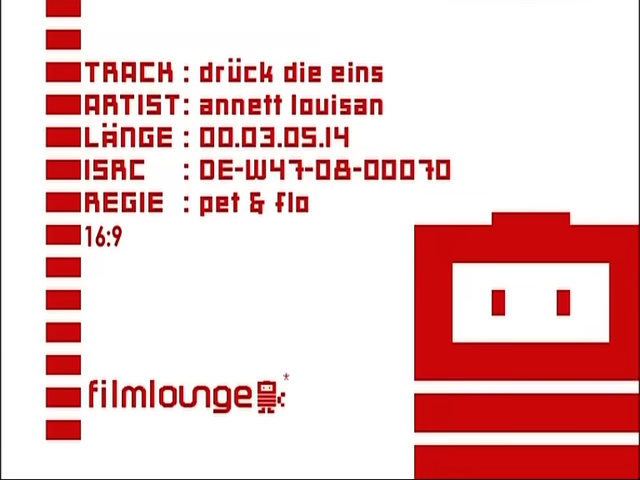 TRACK : drück die eins
ARTIST: annett louisan
LÄNGE : 00.03.05.14
ISRC : DE-W47-08-00070
REGIE : pet & flo
16:9
filmlounge*